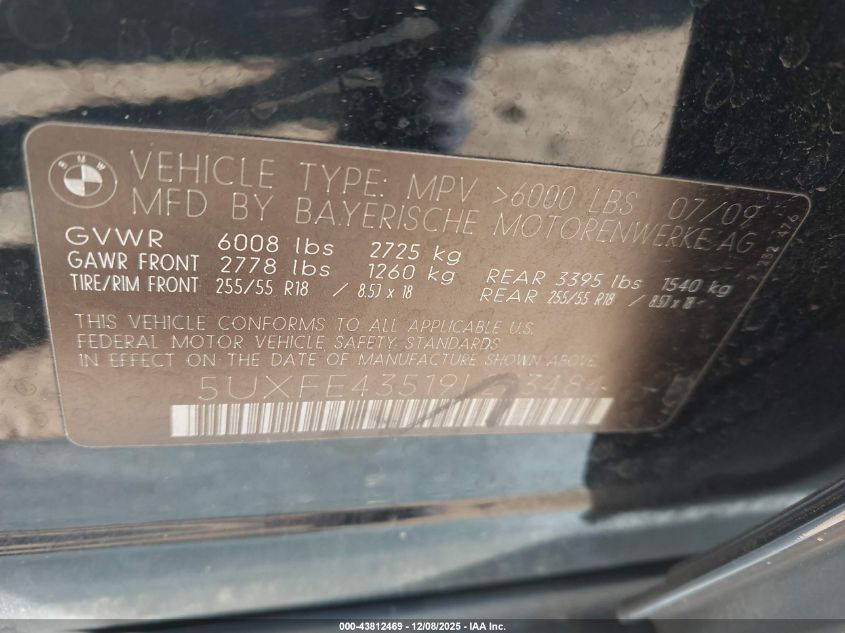 BMW
VEHICLE TYPE: MPV >6000 LBS 07/09
MFD BY BAYERISCHE MOTORENWERKE AG
GVWR 6008 lbs 2725 kg
GAWR FRONT 2778 lbs 1260 kg REAR 3395 lbs 1540 kg
TIRE/RIM FRONT 255/55 R18 / 8.5J x 18 REAR 255/55 R18 / 8.5J x 18
THIS VEHICLE CONFORMS TO ALL APPLICABLE U.S.
FEDERAL MOTOR VEHICLE SAFETY STANDARDS
IN EFFECT ON THE DATE OF MANUFACTURE SHOWN ABOVE.
000-43812469 | 12/08/2025 - IAA Inc.